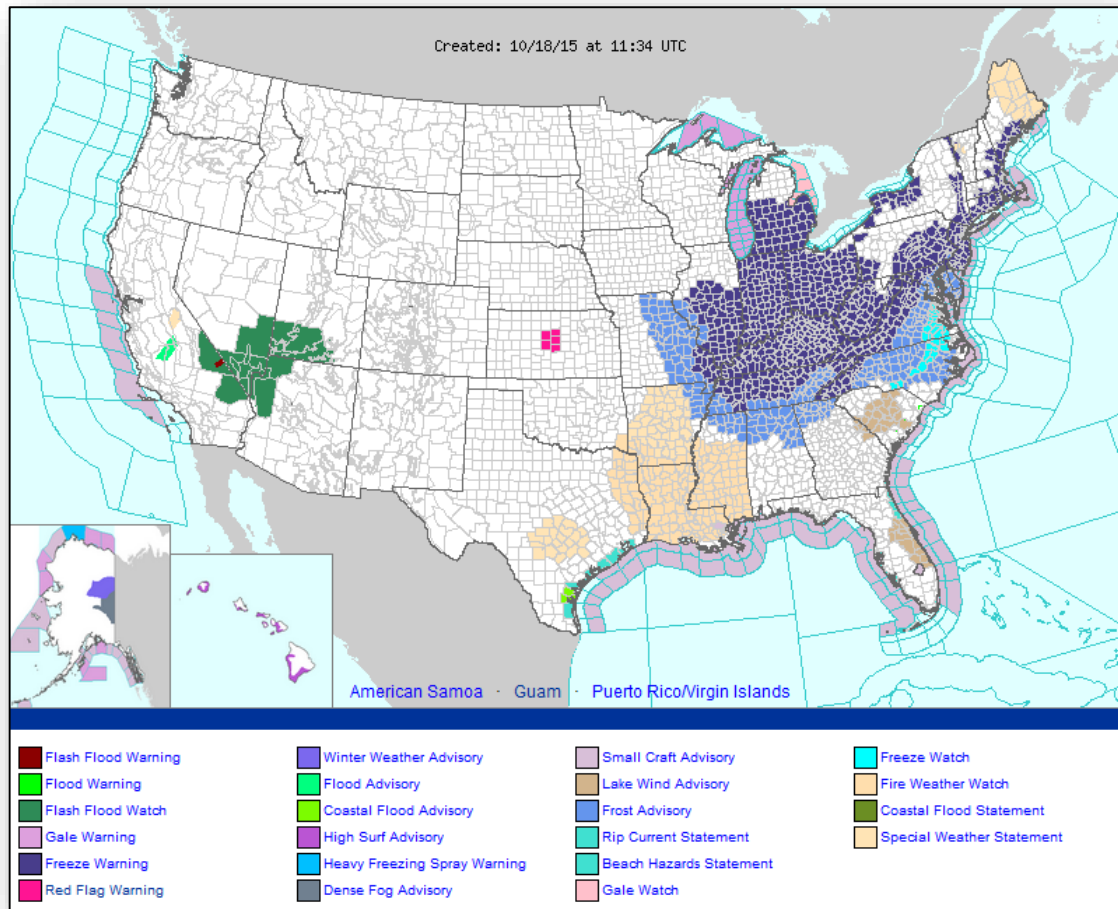 Created: 10/18/15 at 11:34 UTC
American Samoa · Guam · Puerto Rico/Virgin Islands
Flash Flood Warning
Flood Warning
Flash Flood Watch
Gale Warning
Freeze Warning
Red Flag Warning
Winter Weather Advisory
Flood Advisory
Coastal Flood Advisory
High Surf Advisory
Heavy Freezing Spray Warning
Dense Fog Advisory
Small Craft Advisory
Lake Wind Advisory
Frost Advisory
Rip Current Statement
Beach Hazards Statement
Gale Watch
Freeze Watch
Fire Weather Watch
Coastal Flood Statement
Special Weather Statement